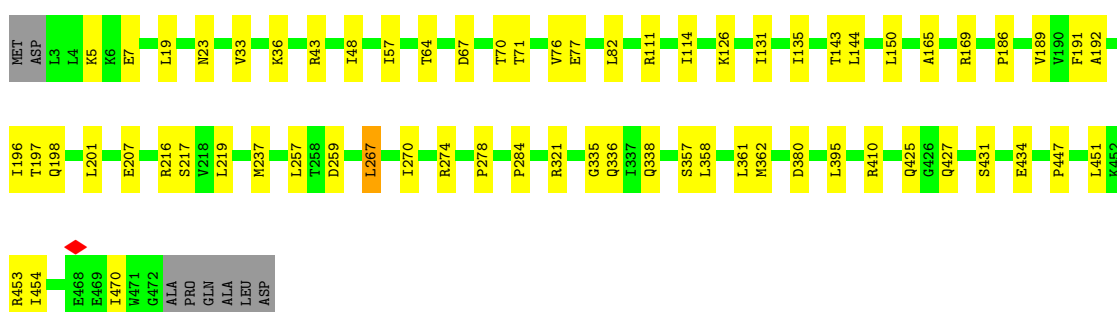 MET ASP L3 L4 K5 K6 E7 L19 N23 V33 K36 R43 I48 I57 T64 D67 T70 T71 V76 E77 L82 R111 I114 K126 I131 I135 T143 L144 L150 A165 R169 P186 V189 V190 F191 A192
I196 T197 Q198 L201 E207 R216 S217 V218 L219 M237 L257 T258 D259 L267 I270 R274 P278 P284 R321 G335 Q336 I337 Q338 S357 L358 L361 M362 D380 L395 R410 Q425 G426 Q427 S431 E434 P447 L451 K452
R453 I454 E468 E469 I470 W471 G472 ALA PRO GLN ALA LEU ASP